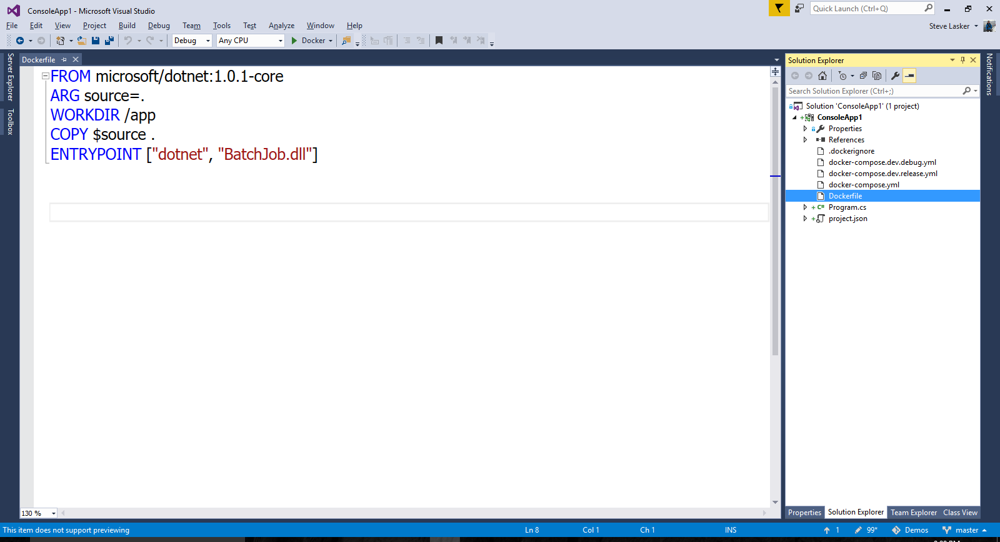 ConsoleApp1 - Microsoft Visual Studio
Quick Launch (Ctrl+Q)
File Edit View Project Build Debug Team Tools Test Analyze Window Help
Steve Lasker
Debug Any CPU Docker
Server Explorer
Toolbox
Dockerfile
FROM microsoft/dotnet:1.0.1-core
ARG source=.
WORKDIR /app
COPY $source .
ENTRYPOINT ["dotnet", "BatchJob.dll"]
130 %
Solution Explorer
Search Solution Explorer (Ctrl+;)
Solution 'ConsoleApp1' (1 project)
ConsoleApp1
Properties
References
.dockerignore
docker-compose.dev.debug.yml
docker-compose.dev.release.yml
docker-compose.yml
Dockerfile
C# Program.cs
project.json
Properties Solution Explorer Team Explorer Class View
Notifications
This item does not support previewing Ln 8 Col 1 Ch 1 INS 1 99* Demos master